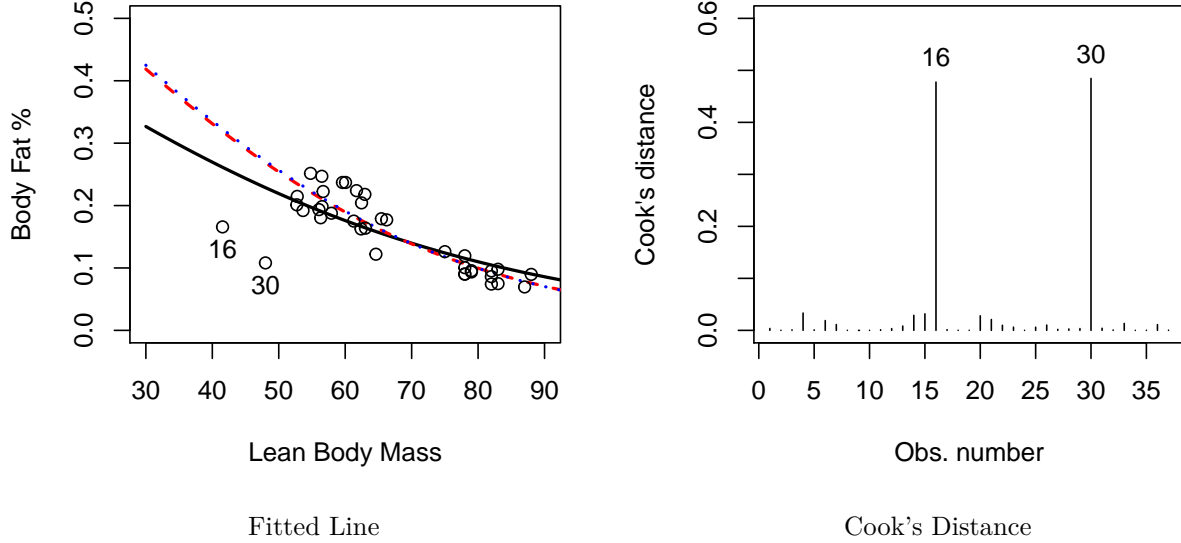 0.0 0.1 0.2 0.3 0.4 0.5
Body Fat %
16
30
30 40 50 60 70 80 90
Lean Body Mass
Fitted Line
0.0 0.2 0.4 0.6
Cook's distance
16
30
0 5 10 15 20 25 30 35
Obs. number
Cook's Distance